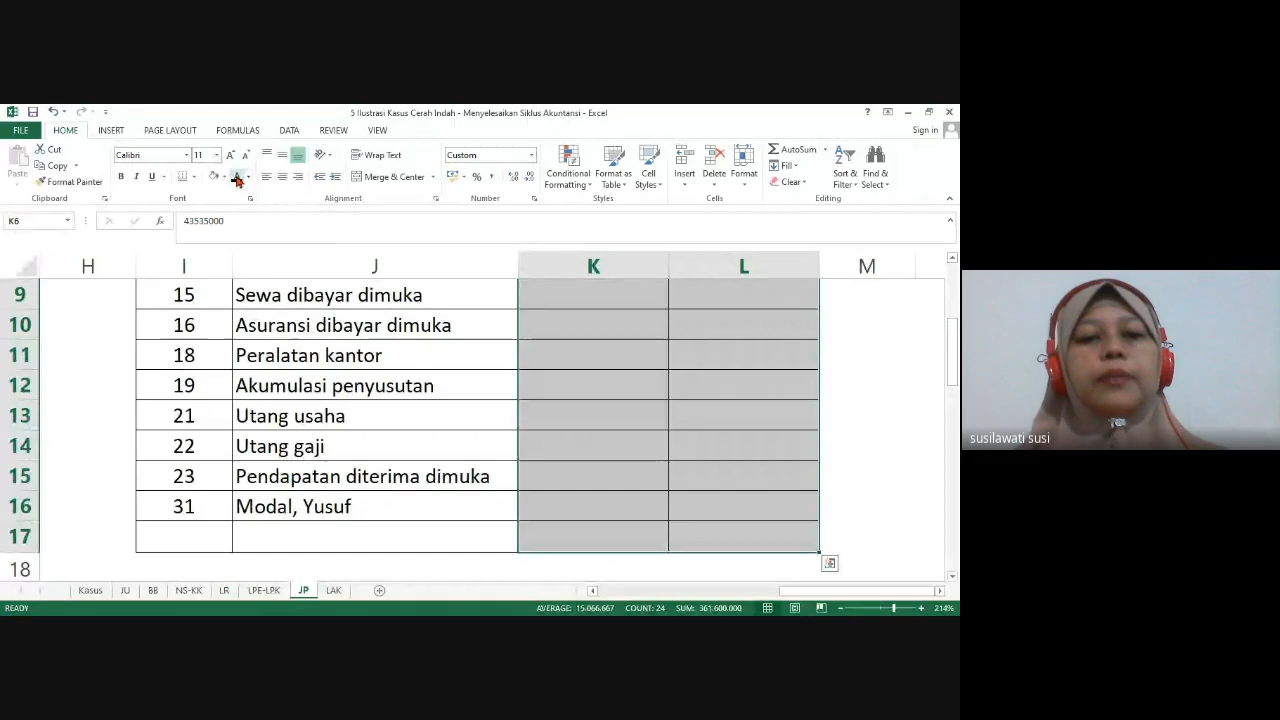 5 Ilustrasi Kasus Cerah Indah - Menyelesaikan Siklus Akuntansi - Excel
FILE HOME INSERT PAGE LAYOUT FORMULAS DATA REVIEW VIEW Sign in
Paste Cut Copy Format Painter
Calibri 11
B I U A
Wrap Text
Merge & Center
Custom
%
Conditional Formatting
Format as Table
Cell Styles
Insert Delete Format
AutoSum
Fill
Clear
Sort & Filter
Find & Select
Clipboard Font Alignment Number Styles Cells Editing
K6 fx 43535000
H I J K L M
9 15 Sewa dibayar dimuka
10 16 Asuransi dibayar dimuka
11 18 Peralatan kantor
12 19 Akumulasi penyusutan
13 21 Utang usaha
14 22 Utang gaji
15 23 Pendapatan diterima dimuka
16 31 Modal, Yusuf
17
18
Kasus JU BB NS-KK LR LPE-LPK JP LAK
READY AVERAGE: 15.066.667 COUNT: 24 SUM: 361.600.000 214%
susilawati susi